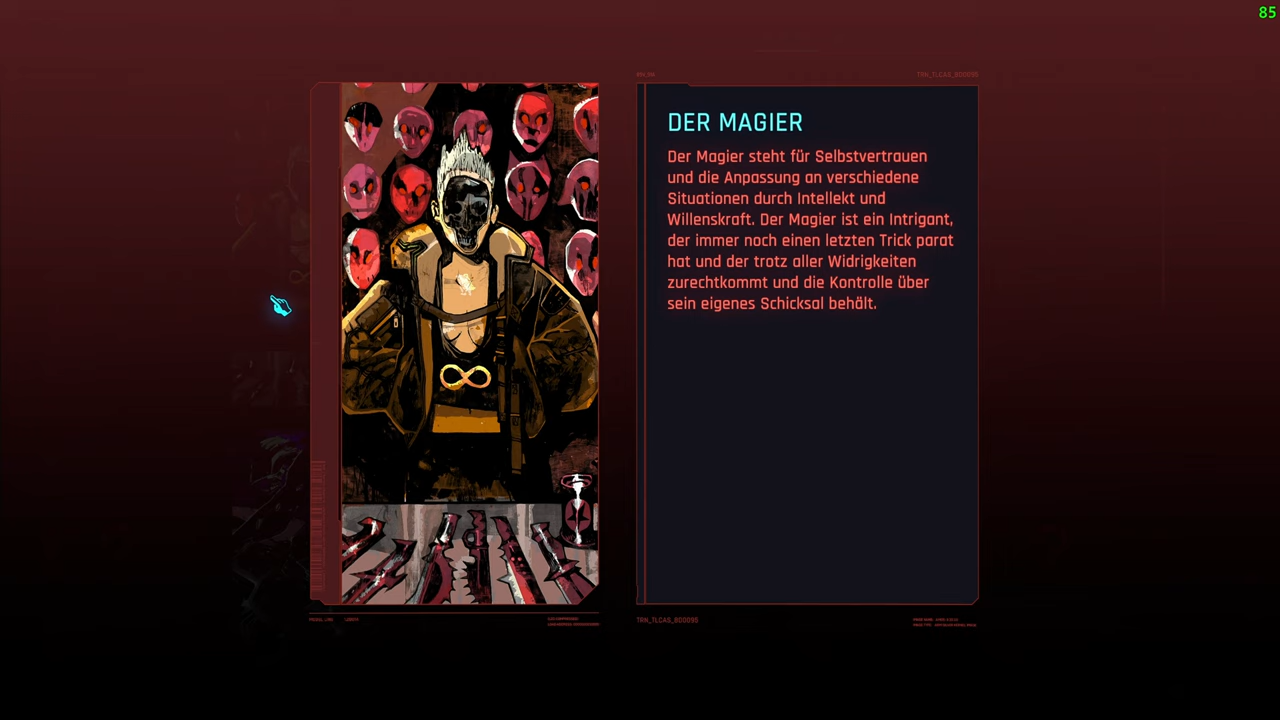 85
TRN_TLCAS_800095
DER MAGIER
Der Magier steht für Selbstvertrauen
und die Anpassung an verschiedene
Situationen durch Intellekt und
Willenskraft. Der Magier ist ein Intrigant,
der immer noch einen letzten Trick parat
hat und der trotz aller Widrigkeiten
zurechtkommt und die Kontrolle über
sein eigenes Schicksal behält.
TRN_TLCAS_800095